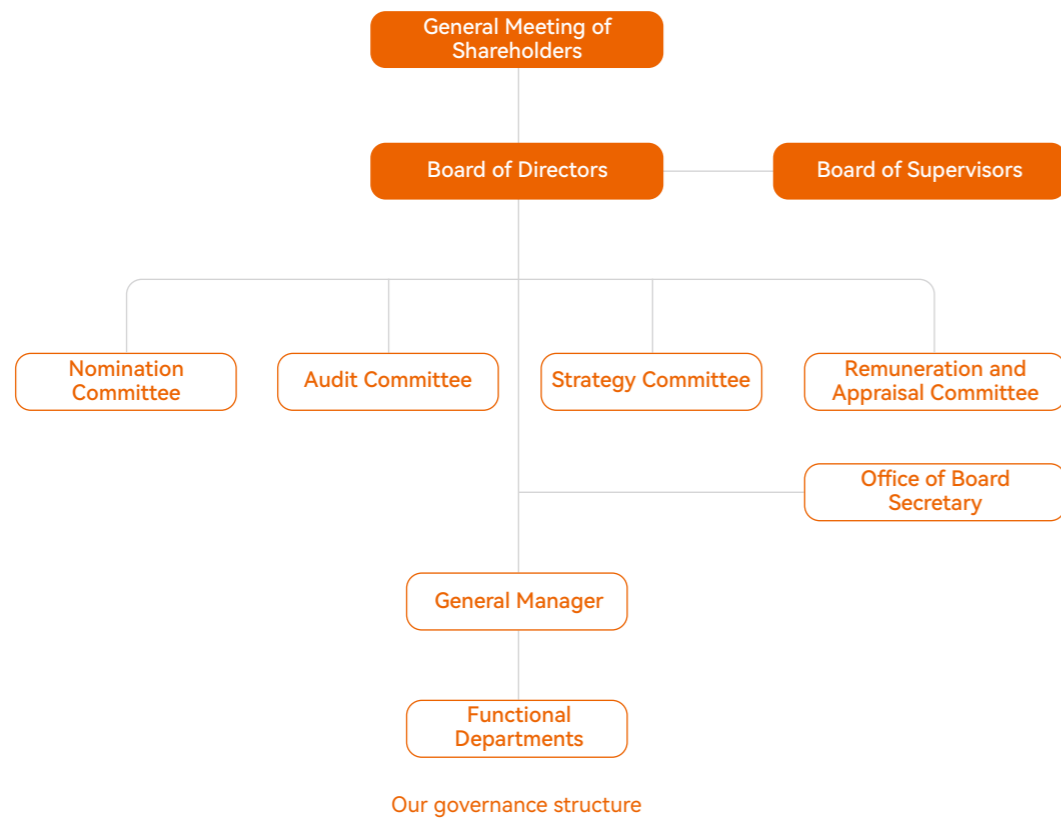 General Meeting of
Shareholders
Board of Directors
Board of Supervisors
Nomination
Committee
Audit Committee
Strategy Committee
Remuneration and
Appraisal Committee
Office of Board
Secretary
General Manager
Functional
Departments
Our governance structure